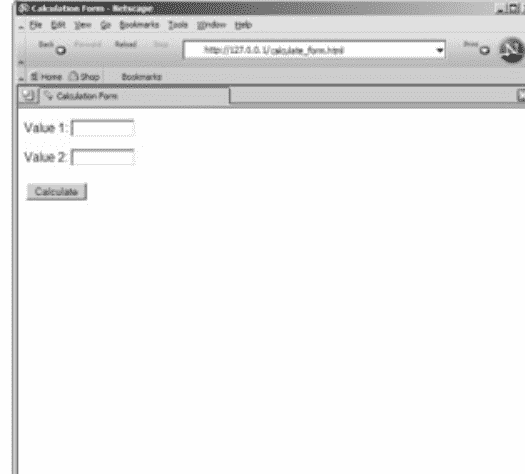 Calculation Form - Netscape
File Edit View Go Bookmarks Tools Window Help
Back Forward Reload Stop http://127.0.0.1/calculate_form.html Print N
Home Shop Bookmarks
Calculation Form
Value 1:
Value 2:
Calculate